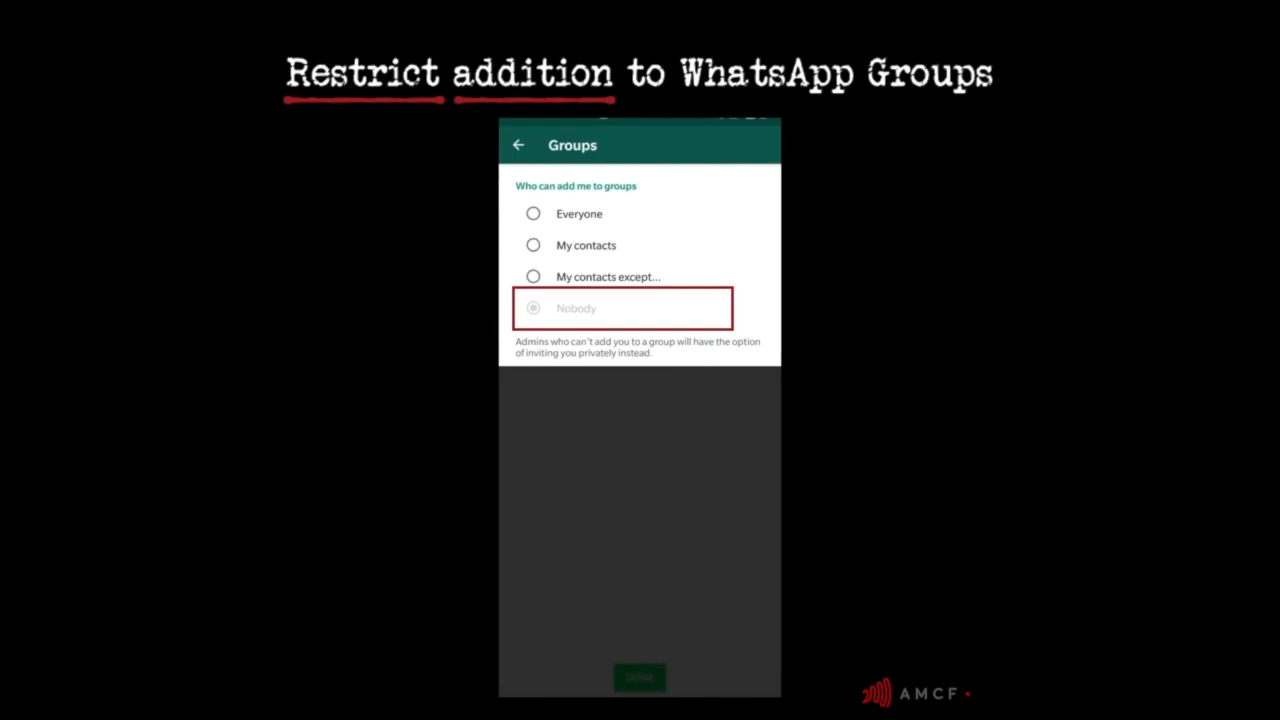 Restrict addition to WhatsApp Groups
Groups
Who can add me to groups
Everyone
My contacts
My contacts except...
Nobody
Admins who can't add you to a group will have the option
of inviting you privately instead.
DONE
AMCF